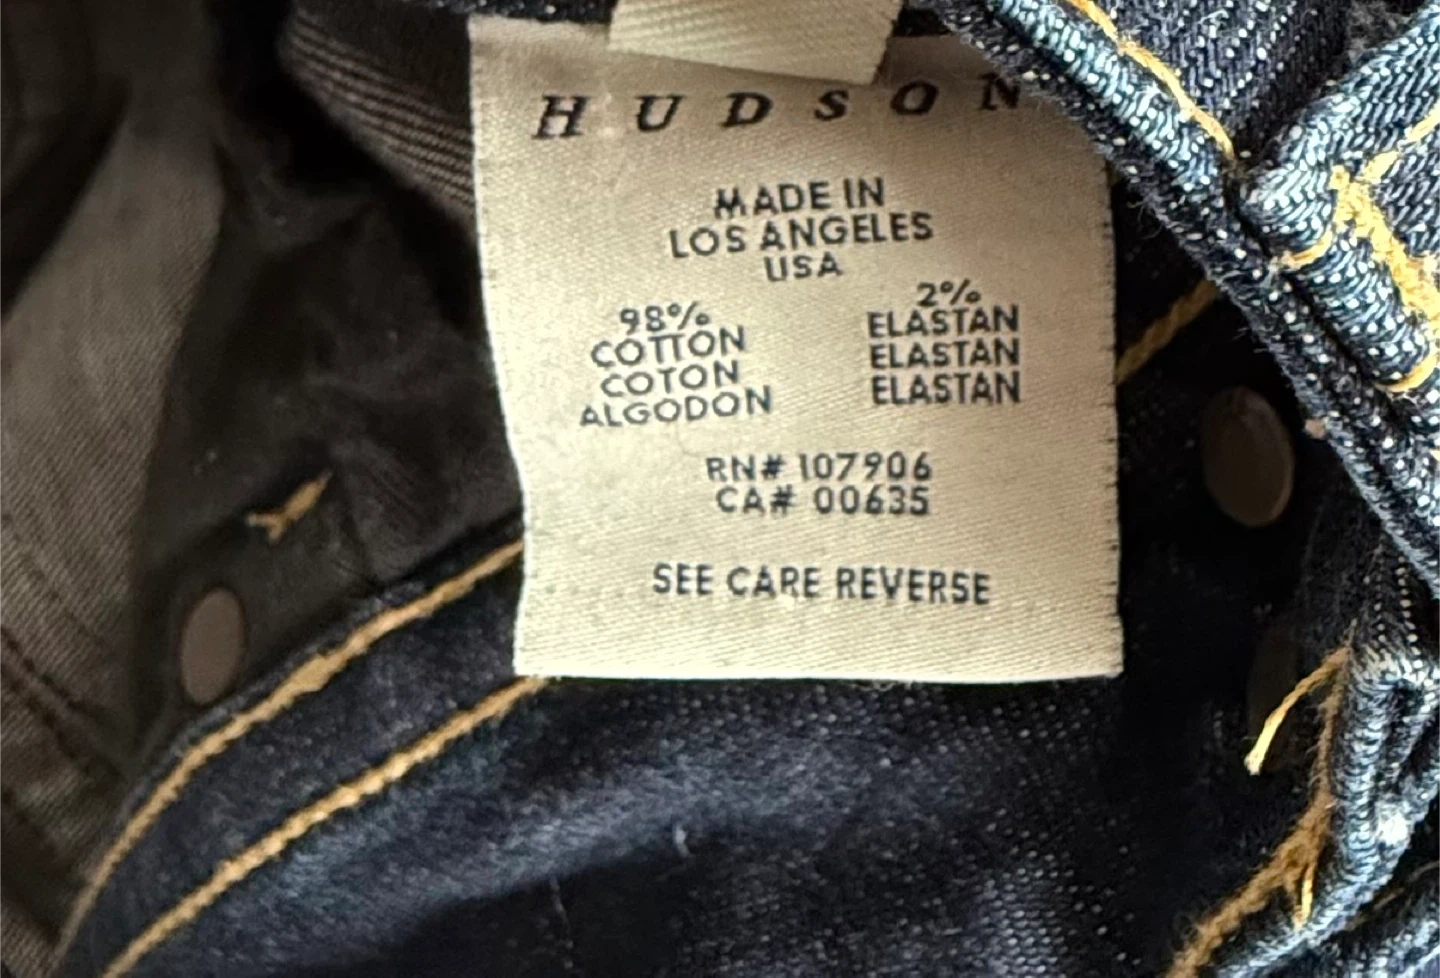 HUDSON
MADE IN
LOS ANGELES
USA
98%
COTTON
COTON
ALGODON
2%
ELASTAN
ELASTAN
ELASTAN
RN# 107906
CA# 00635
SEE CARE REVERSE